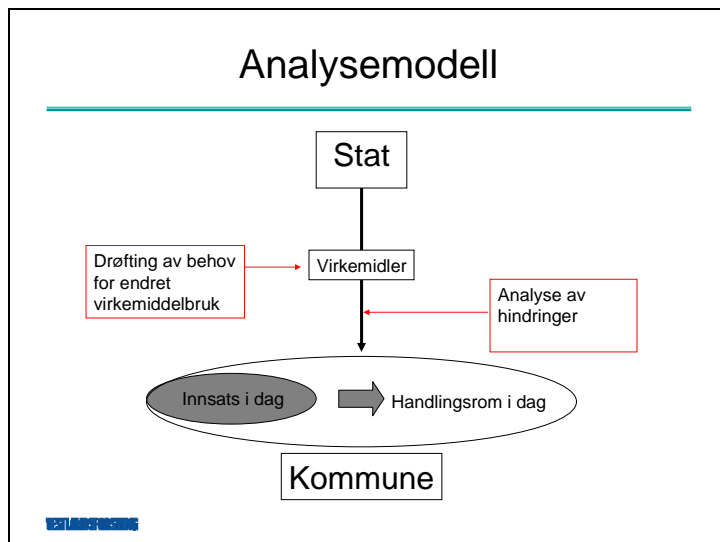 Analysemodell
Stat
Drøfting av behov
for endret
virkemiddelbruk
Virkemidler
Analyse av
hindringer
Innsats i dag
Handlingsrom i dag
Kommune